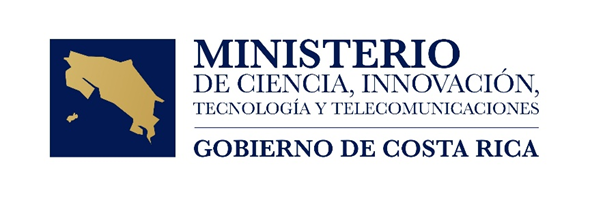 MINISTERIO
DE CIENCIA, INNOVACIÓN,
TECNOLOGÍA Y TELECOMUNICACIONES
GOBIERNO DE COSTA RICA